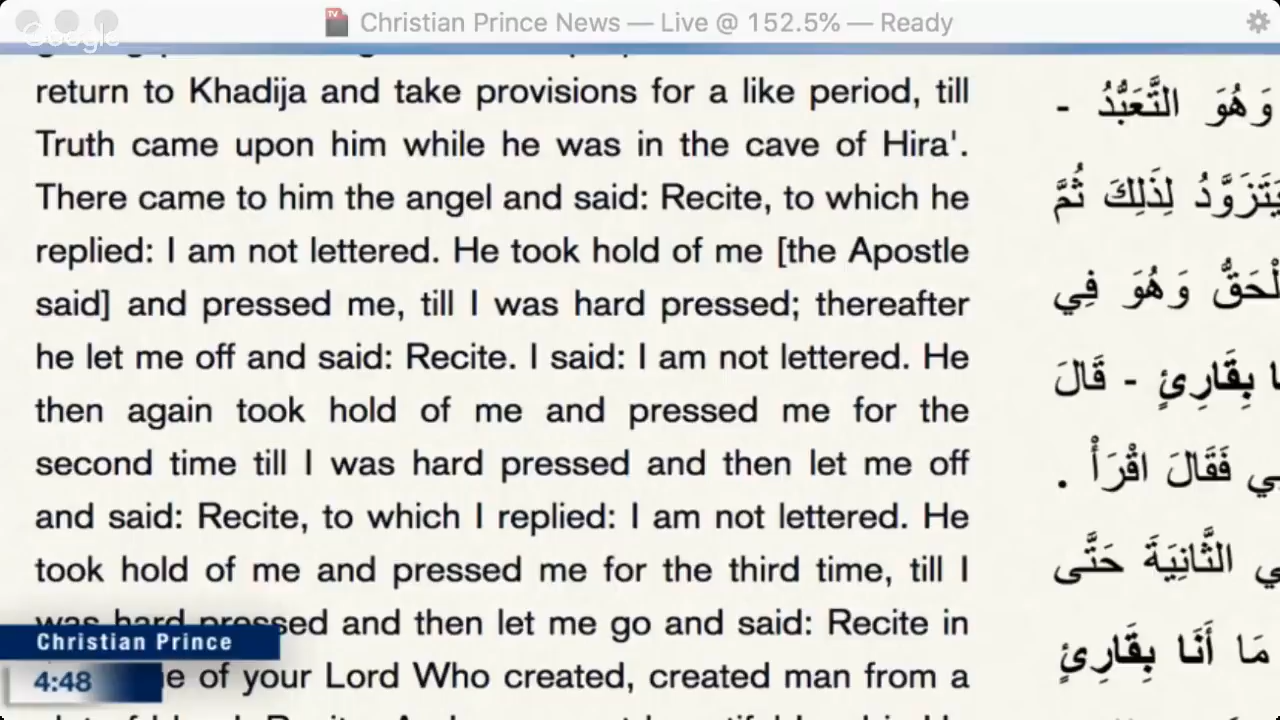 Christian Prince News — Live @ 152.5% — Ready
Google
return to Khadija and take provisions for a like period, till
Truth came upon him while he was in the cave of Hira'.
There came to him the angel and said: Recite, to which he
replied: I am not lettered. He took hold of me [the Apostle
said] and pressed me, till I was hard pressed; thereafter
he let me off and said: Recite. I said: I am not lettered. He
then again took hold of me and pressed me for the
second time till I was hard pressed and then let me off
and said: Recite, to which I replied: I am not lettered. He
took hold of me and pressed me for the third time, till I
was hard pressed and then let me go and said: Recite in
of your Lord Who created, created man from a
وَهُوَ التَّعَبُّدُ -
يَتَزَوَّدُ لِذَلِكَ ثُمَّ
الْحَقُّ وَهُوَ فِي
بِقَارِئٍ - قَالَ
فَقَالَ اقْرَأْ .
الثَّانِيَةَ حَتَّى
مَا أَنَا بِقَارِئٍ
Christian Prince
4:48